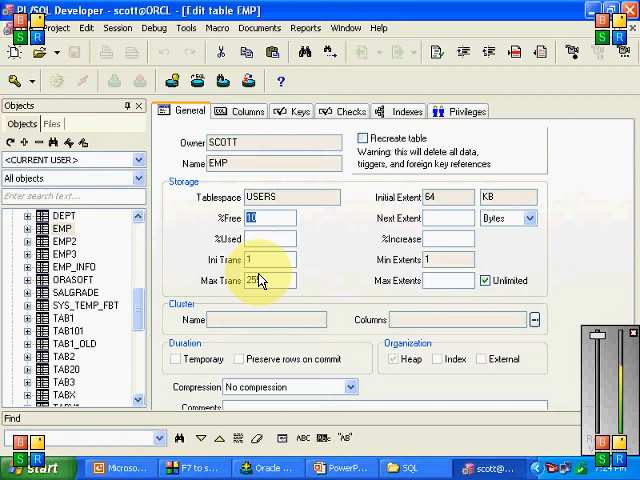 PL/SQL Developer - scott@ORCL - [Edit table EMP]
B
S R
B
S R
Project Edit Session Debug Tools Macro Documents Reports Window Help
Objects
Objects Files
<CURRENT USER>
All objects
Enter search text...
DEPT
EMP
EMP2
EMP3
EMP_INFO
ORASOFT
SALGRADE
SYS_TEMP_FBT
TAB1
TAB101
TAB1_OLD
TAB2
TAB20
TAB3
TABX
General Columns Keys Checks Indexes Privileges
Owner SCOTT
Name EMP
Recreate table
Warning: this will delete all data,
triggers, and foreign key references
Storage
Tablespace USERS
%Free 10
%Used
Ini Trans 1
Max Trans
Initial Extent 64 KB
Next Extent Bytes
%Increase
Min Extents 1
Max Extents Unlimited
Cluster
Name
Columns ...
Duration
Temporary Preserve rows on commit
Organization
Heap Index External
Compression No compression
Comments
Find
ABC "AB"
B
S R
B
S R
start Microso... F7 to s... Oracle ... PowerP... SQL scott@... 7:24 PM